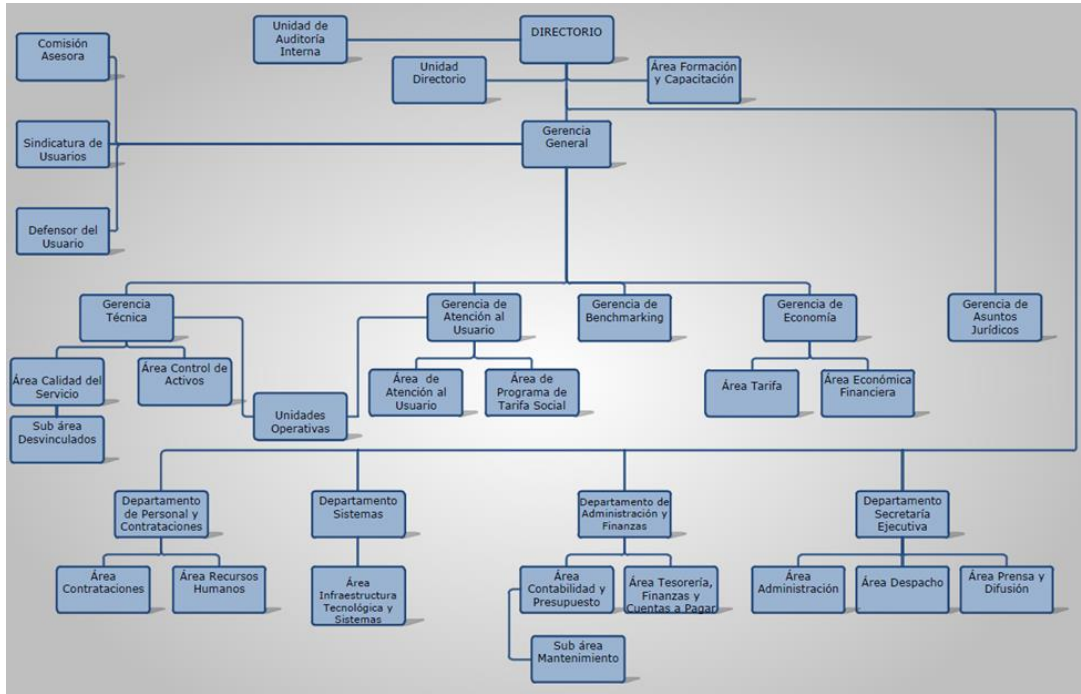 Unidad de
Auditoría
Interna
DIRECTORIO
Comisión
Asesora
Unidad
Directorio
Área Formación
y Capacitación
Sindicatura de
Usuarios
Gerencia
General
Defensor del
Usuario
Gerencia
Técnica
Gerencia de
Atención al
Usuario
Gerencia de
Benchmarking
Gerencia de
Economía
Gerencia de
Asuntos
Jurídicos
Área Calidad del
Servicio
Área Control de
Activos
Área de
Atención al
Usuario
Área de
Programa de
Tarifa Social
Área Tarifa
Área Económica
Financiera
Sub área
Desvinculados
Unidades
Operativas
Departamento
de Personal y
Contrataciones
Departamento
Sistemas
Departamento de
Administración y
Finanzas
Departamento
Secretaría
Ejecutiva
Área
Contrataciones
Área Recursos
Humanos
Área
Infraestructura
Tecnológica y
Sistemas
Área
Contabilidad y
Presupuesto
Área Tesorería,
Finanzas y
Cuentas a Pagar
Área
Administración
Área Despacho
Área Prensa y
Difusión
Sub área
Mantenimiento